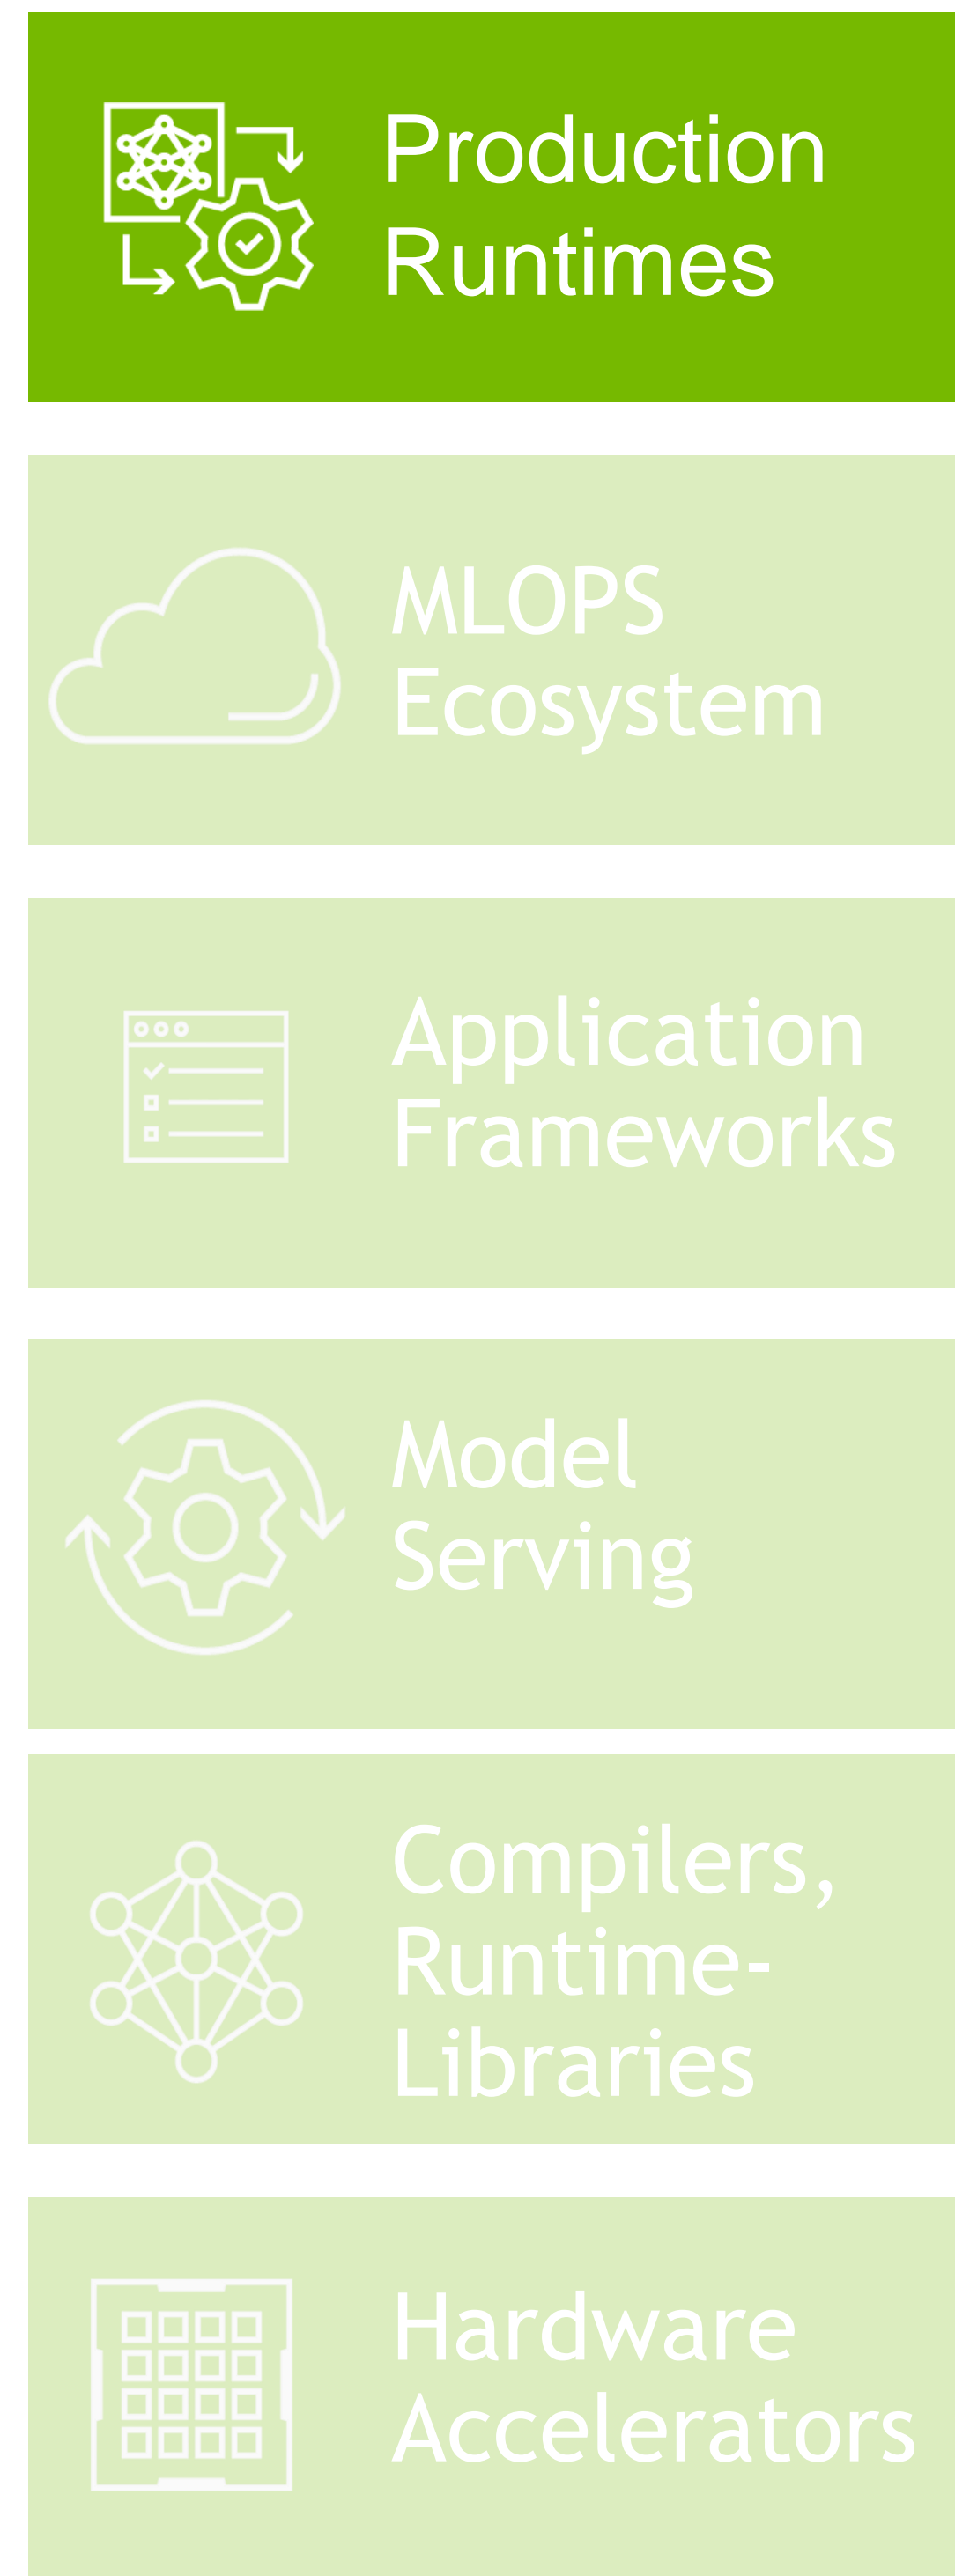 Production
Runtimes
MLOPS
Ecosystem
Application
Frameworks
Model
Serving
Compilers,
Runtime-
Libraries
Hardware
Accelerators